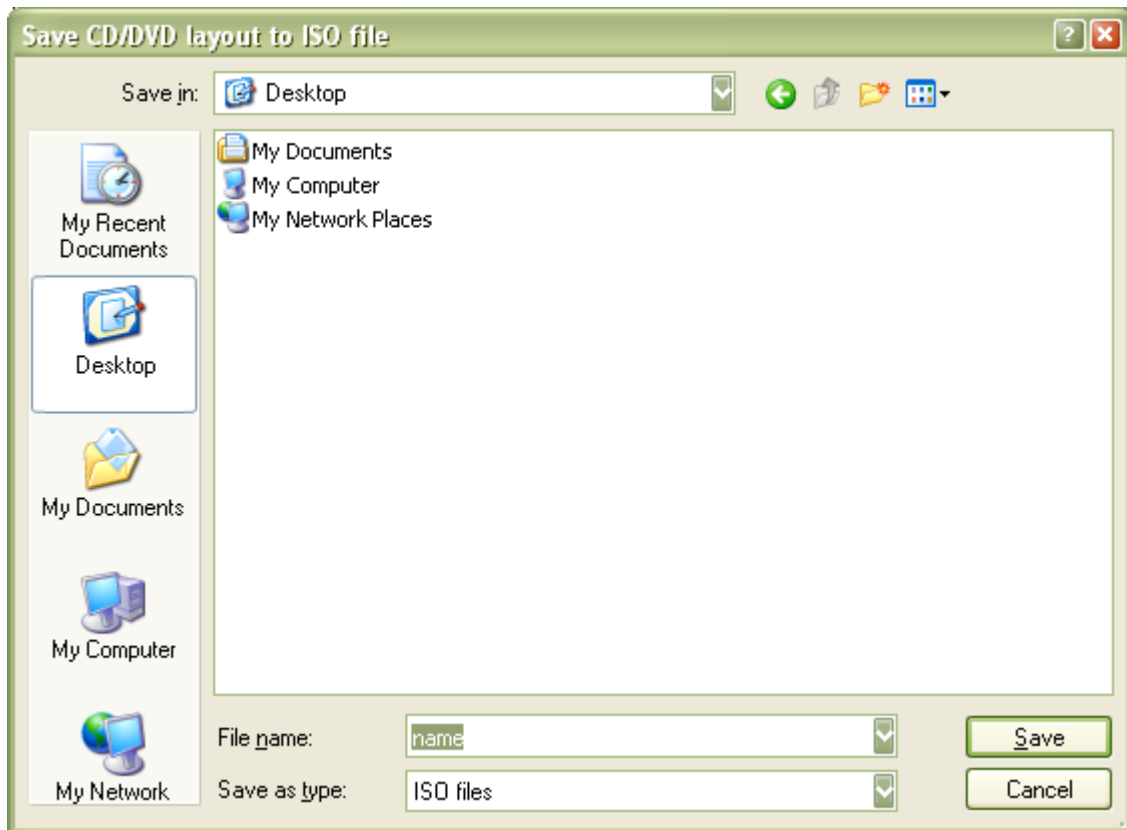 Save CD/DVD layout to ISO file
Save in: Desktop
My Recent
Documents
Desktop
My Documents
My Computer
My Network
My Documents
My Computer
My Network Places
File name: name Save
Save as type: ISO files Cancel